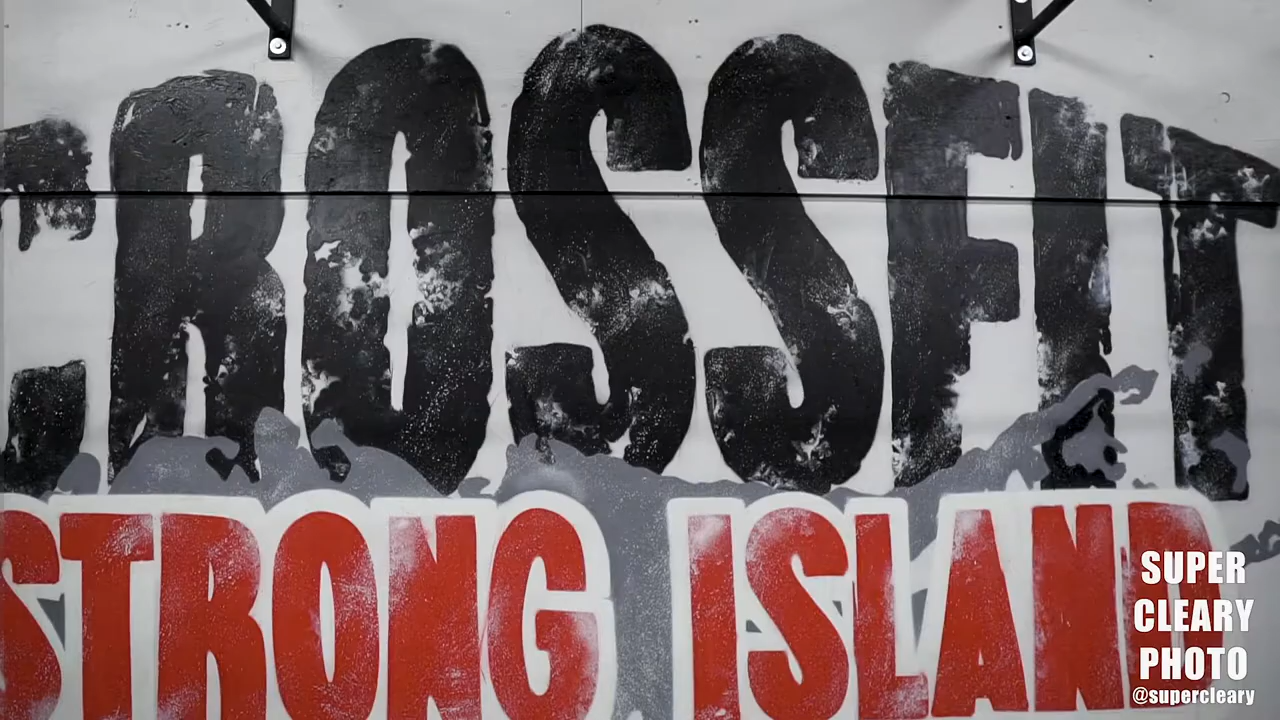 CROSSFIT
STRONG ISLAND
SUPER
CLEARY
PHOTO
@supercleary